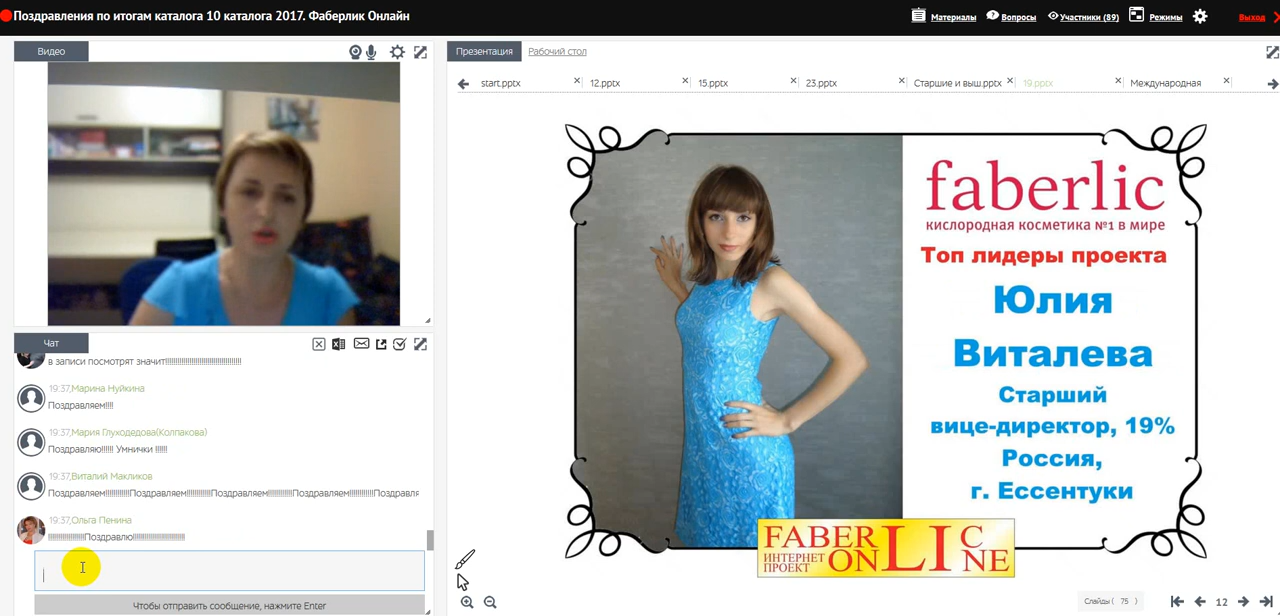 Поздравления по итогам каталога 10 каталога 2017. Фаберлик Онлайн
Материалы
Вопросы
Участники (89)
Режимы
Выход
Видео
Чат
в записи посмотрят значит!!!!!!!!!!!!!!!!!!!!!!!!!!!!!!!!!!!!!
19:37,Марина Нуйкина
Поздравляем!!!!
19:37,Мария Глуходедова(Колпакова)
Поздравляю!!!!!! Умнички !!!!!!
19:37,Виталий Макликов
Поздравляем!!!!!!!!!!!!Поздравляем!!!!!!!!!!!!Поздравляем!!!!!!!!!!!!Поздравляем!!!!!!!!!!!!Поздравля
19:37,Ольга Пенина
!!!!!!!!!!!!!!!!!!Поздравлю!!!!!!!!!!!!!!!!!!!!!!!!!
Чтобы отправить сообщение, нажмите Enter
Презентация
Рабочий стол
start.pptx
12.pptx
15.pptx
23.pptx
Старшие и выш.pptx
19.pptx
Международная
faberlic
кислородная косметика №1 в мире
Топ лидеры проекта
Юлия
Виталева
Старший
вице-директор, 19%
Россия,
г. Ессентуки
FABERLIC
ИНТЕРНЕТ ПРОЕКТ
ONLINE
Слайды ( 75 )
12